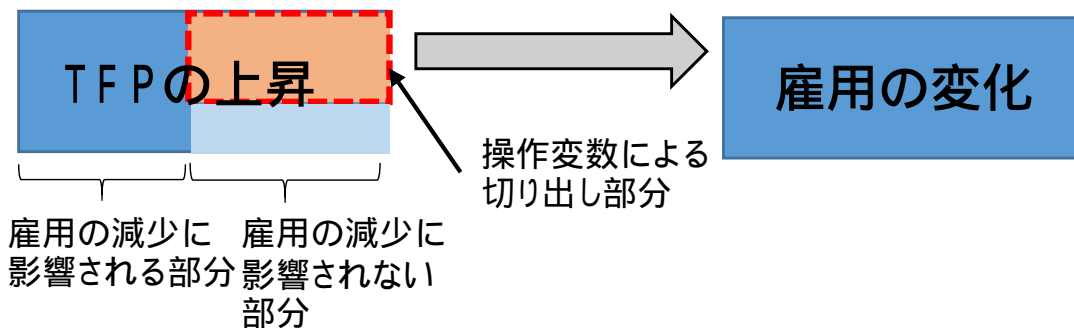 TFPの上昇
雇用の変化
操作変数による
切り出し部分
雇用の減少に
影響される部分
雇用の減少に
影響されない
部分